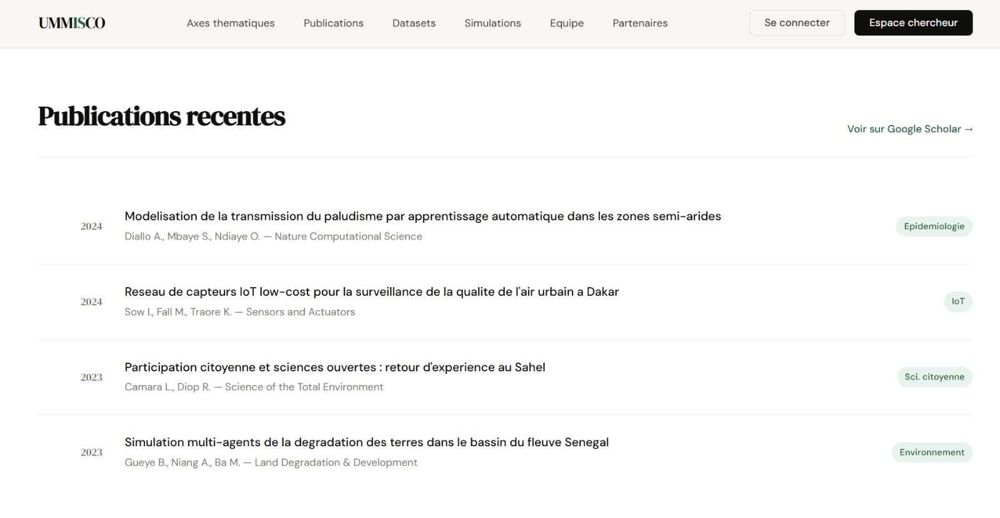 UMMISCO
Axes thematiques
Publications
Datasets
Simulations
Equipe
Partenaires
Se connecter
Espace chercheur
Publications recentes
Voir sur Google Scholar →
2024
Modelisation de la transmission du paludisme par apprentissage automatique dans les zones semi-arides
Diallo A., Mbaye S., Ndiaye O. — Nature Computational Science
Epidemiologie
2024
Reseau de capteurs IoT low-cost pour la surveillance de la qualite de l'air urbain a Dakar
Sow I., Fall M., Traore K. — Sensors and Actuators
IoT
2023
Participation citoyenne et sciences ouvertes : retour d'experience au Sahel
Camara L., Diop R. — Science of the Total Environment
Sci. citoyenne
2023
Simulation multi-agents de la degradation des terres dans le bassin du fleuve Senegal
Gueye B., Niang A., Ba M. — Land Degradation & Development
Environnement